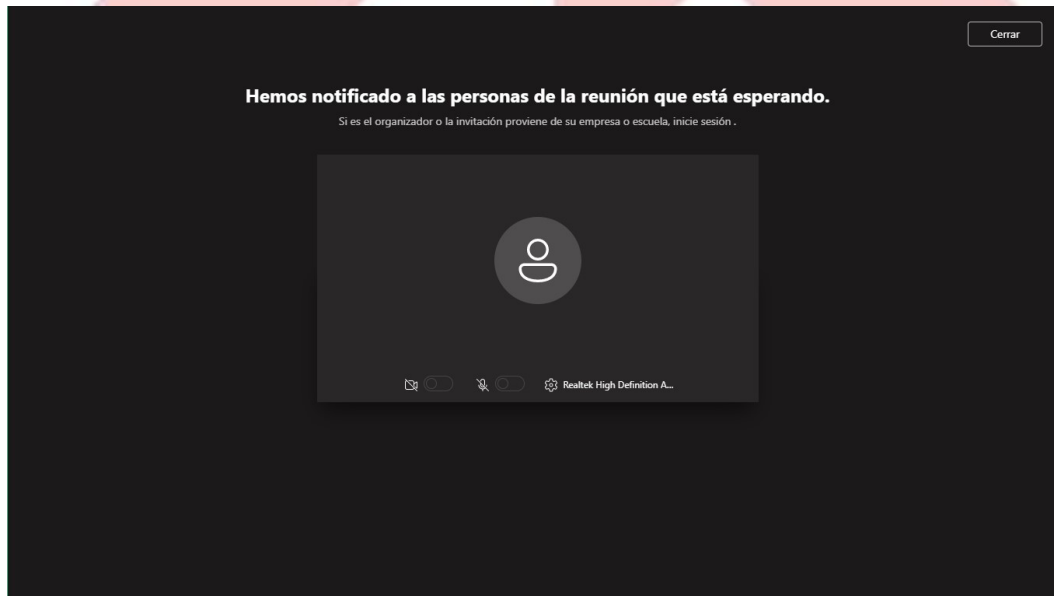 Cerrar
Hemos notificado a las personas de la reunión que está esperando.
Si es el organizador o la invitación proviene de su empresa o escuela, inicie sesión .
Realtek High Definition A...